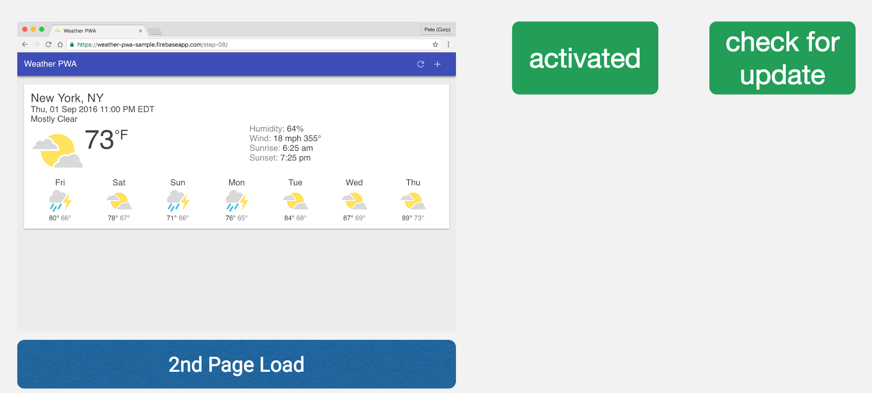 Weather PWA
Pete (Corp)
https://weather-pwa-sample.firebaseapp.com/step-08/
Weather PWA
New York, NY
Thu, 01 Sep 2016 11:00 PM EDT
Mostly Clear
73°F
Humidity: 64%
Wind: 18 mph 355°
Sunrise: 6:25 am
Sunset: 7:25 pm
Fri Sat Sun Mon Tue Wed Thu
80° 66° 78° 67° 71° 66° 76° 65° 84° 68° 87° 69° 89° 73°
2nd Page Load
activated
check for
update